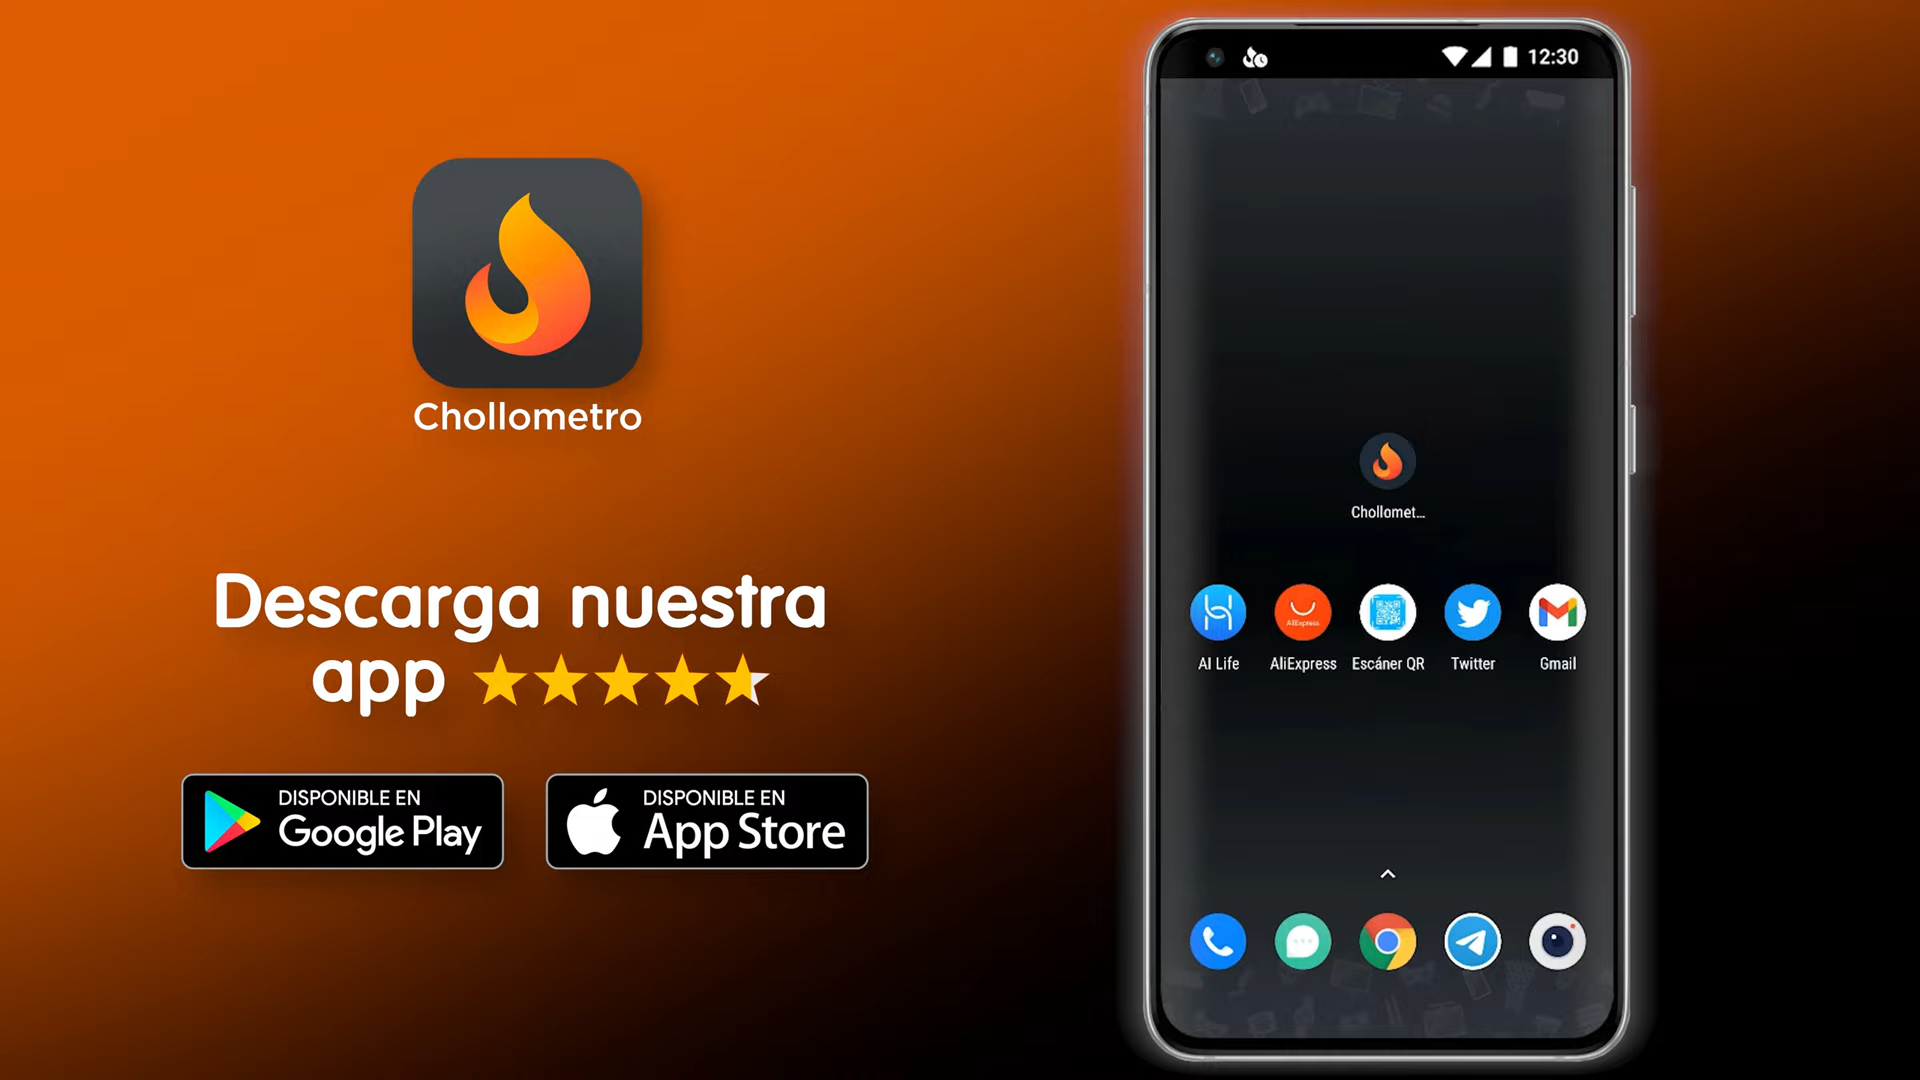 Chollometro
Descarga nuestra
app
DISPONIBLE EN
Google Play
DISPONIBLE EN
App Store
12:30
Chollomet...
AI Life
AliExpress
AliExpress
Escáner QR
Twitter
Gmail